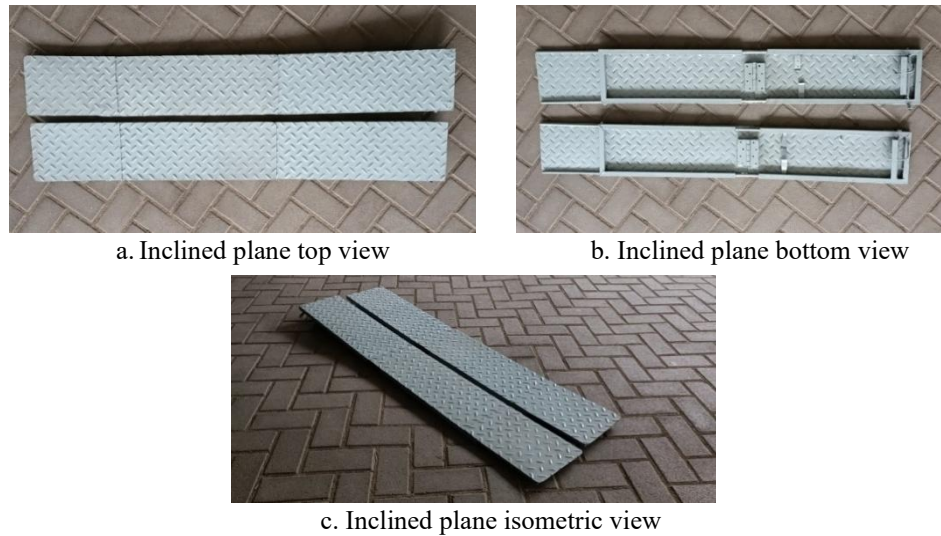 a. Inclined plane top view
b. Inclined plane bottom view
c. Inclined plane isometric view